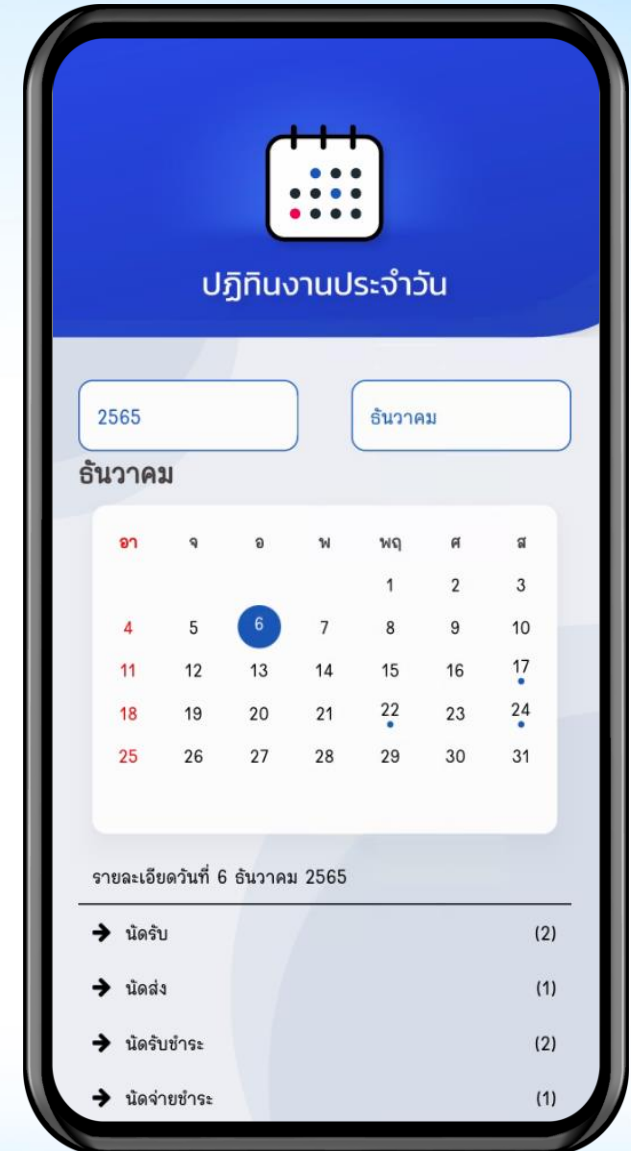 ปฏิทินงานประจำวัน
2565 ธันวาคม
ธันวาคม
อา จ อ พ พฤ ศ ส
1 2 3
4 5 6 7 8 9 10
11 12 13 14 15 16 17
18 19 20 21 22 23 24
25 26 27 28 29 30 31
รายละเอียดวันที่ 6 ธันวาคม 2565
นัดรับ (2)
นัดส่ง (1)
นัดรับชำระ (2)
นัดจ่ายชำระ (1)